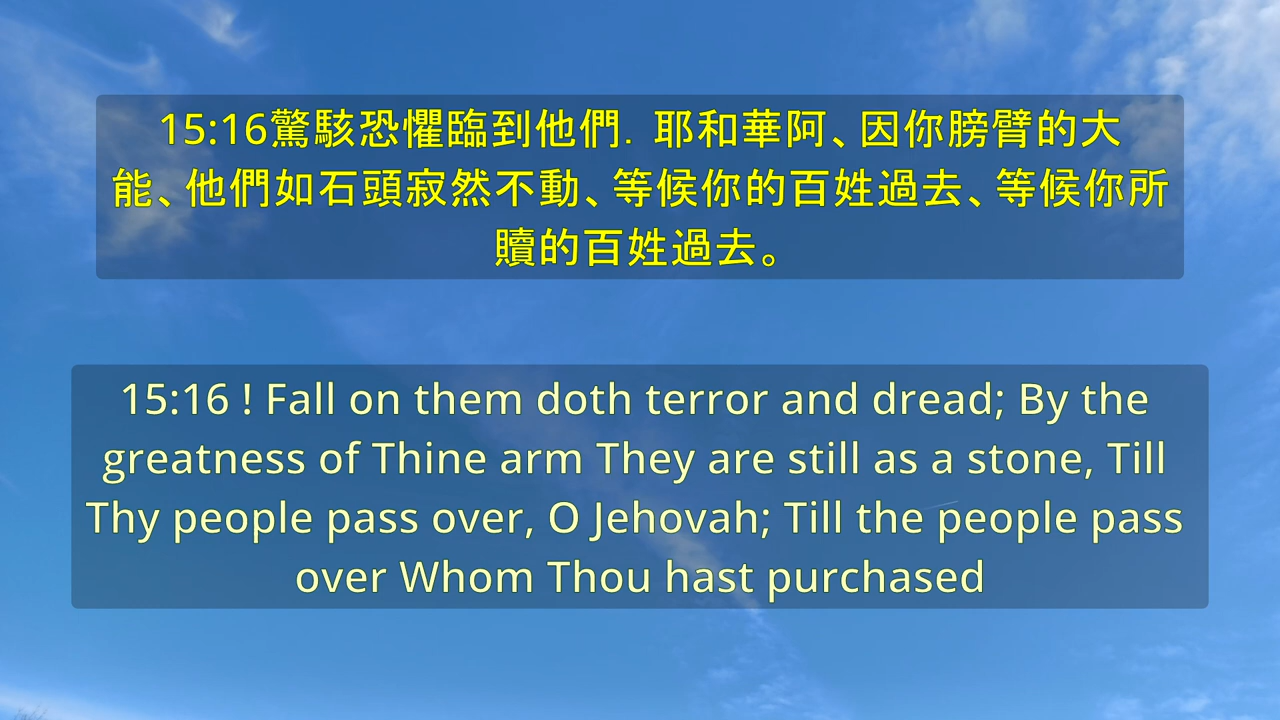 15:16驚駭恐懼臨到他們．耶和華阿、因你膀臂的大
能、他們如石頭寂然不動、等候你的百姓過去、等候你所
贖的百姓過去。
15:16 ! Fall on them doth terror and dread; By the
greatness of Thine arm They are still as a stone, Till
Thy people pass over, O Jehovah; Till the people pass
over Whom Thou hast purchased